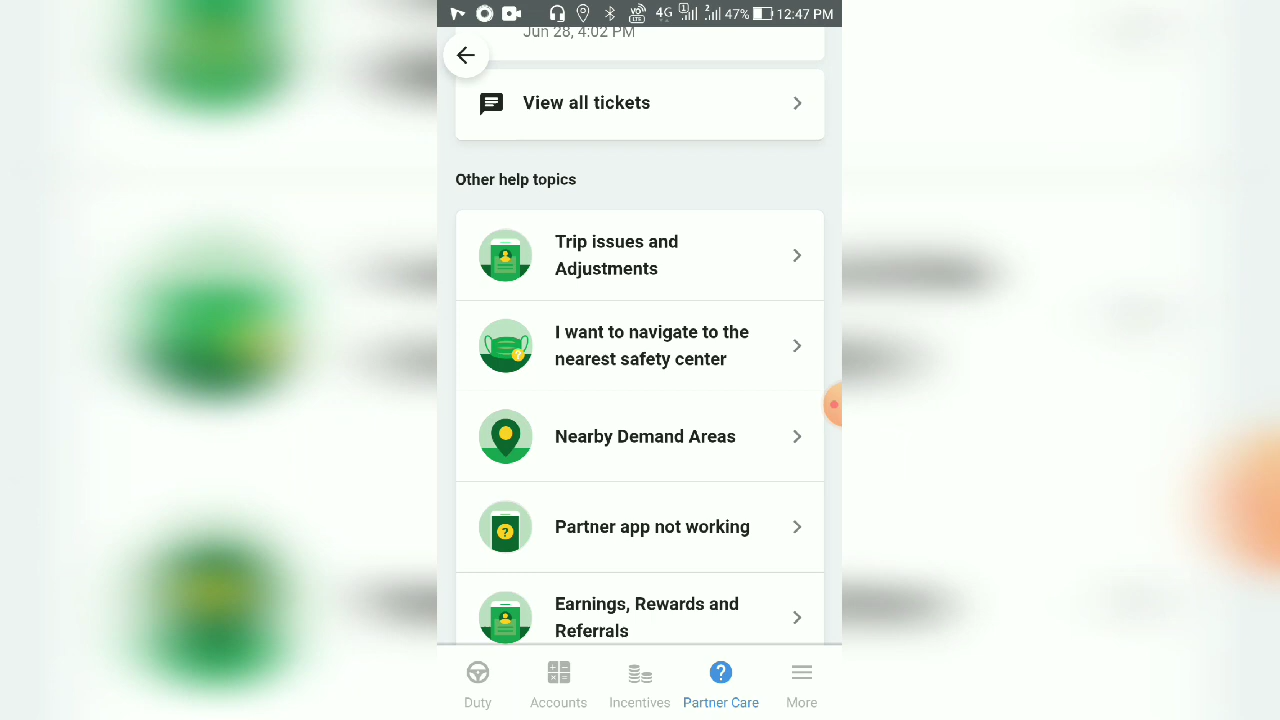 4G 47% 12:47 PM
Jun 28, 4:02 PM
View all tickets
Other help topics
Trip issues and
Adjustments
I want to navigate to the
nearest safety center
Nearby Demand Areas
Partner app not working
Earnings, Rewards and
Referrals
Duty Accounts Incentives Partner Care More